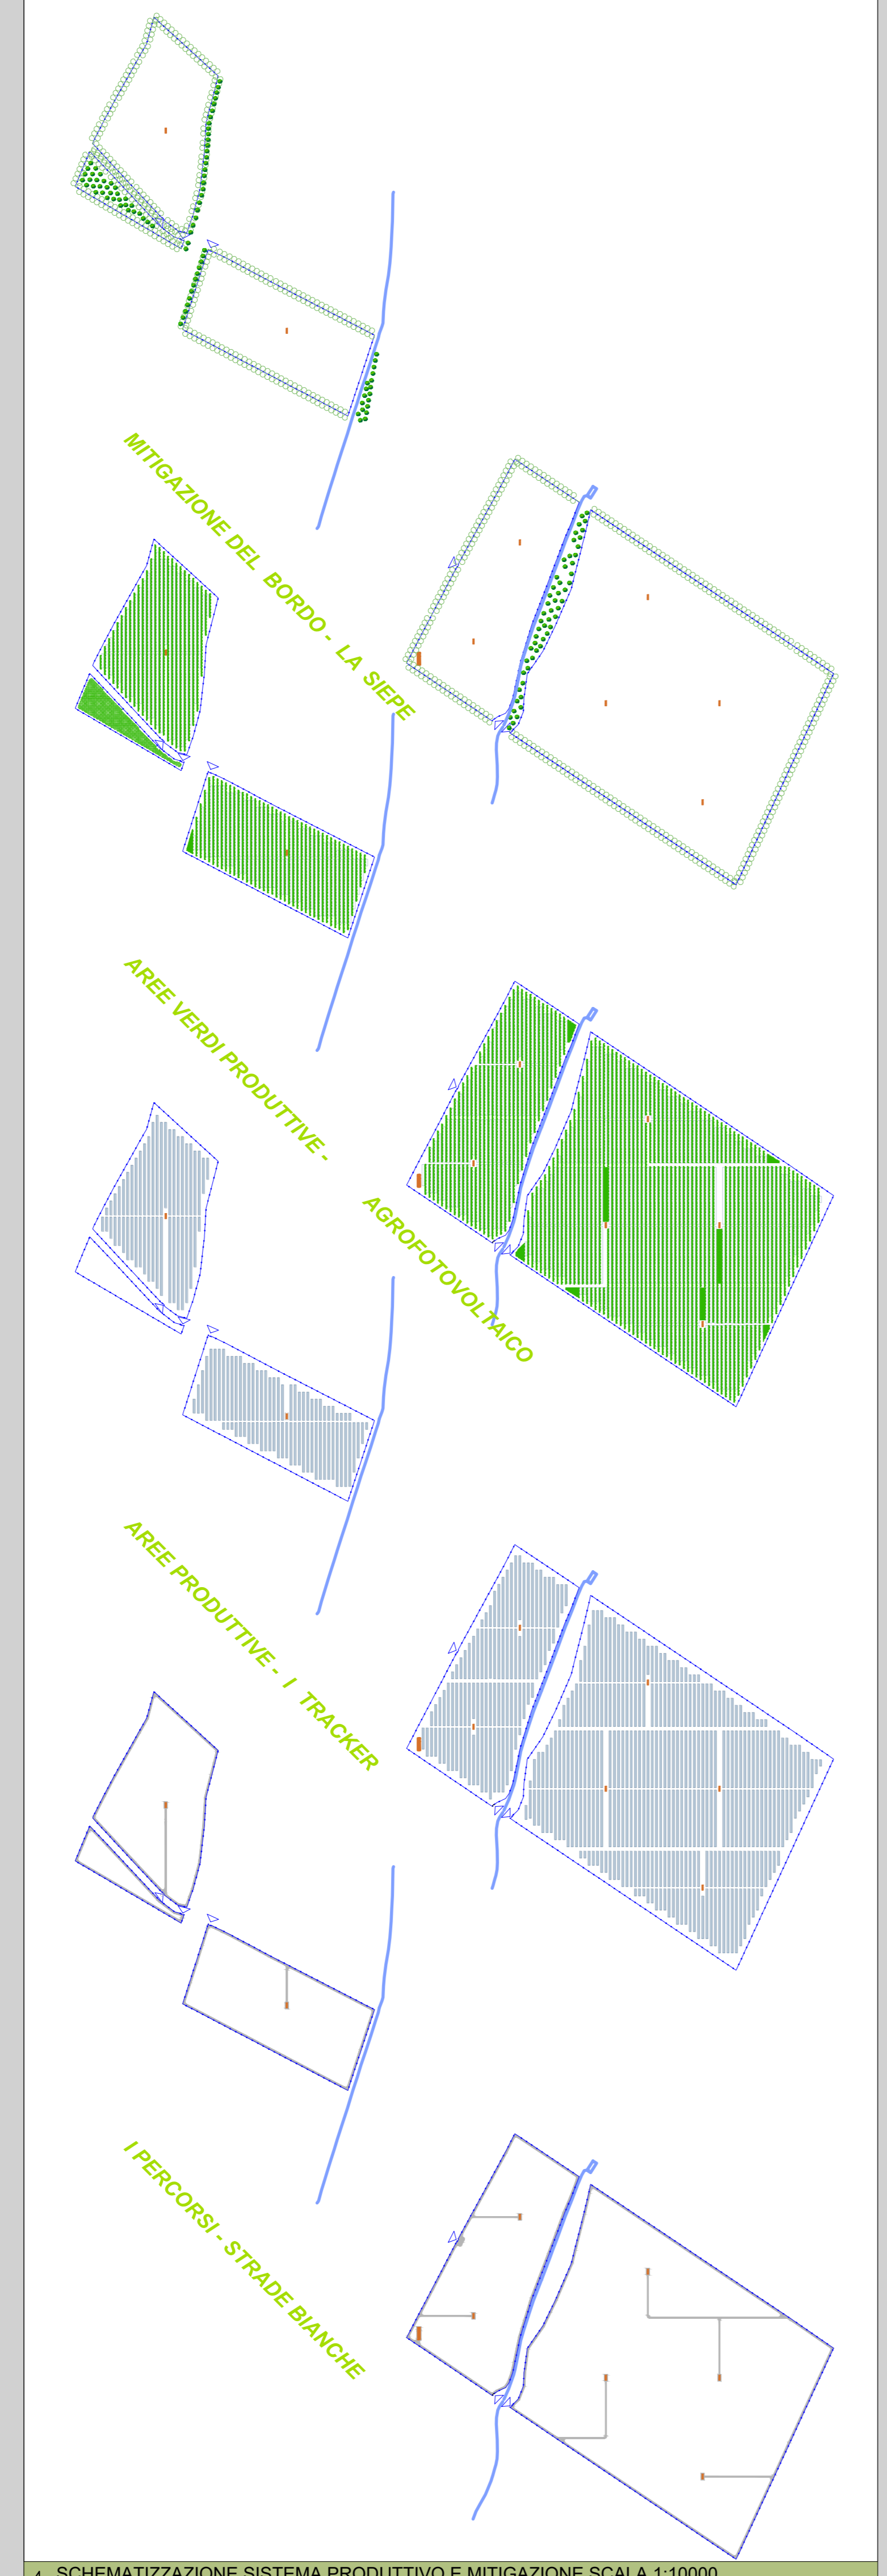 MITIGAZIONE DEL BORDO - LA SIEPE
AREE VERDI PRODUTTIVE -
AGROFOTOVOLTAICO
AREE PRODUTTIVE - I TRACKER
I PERCORSI - STRADE BIANCHE
4 SCHEMATIZZAZIONE SISTEMA PRODUTTIVO E MITIGAZIONE SCALA 1:10000